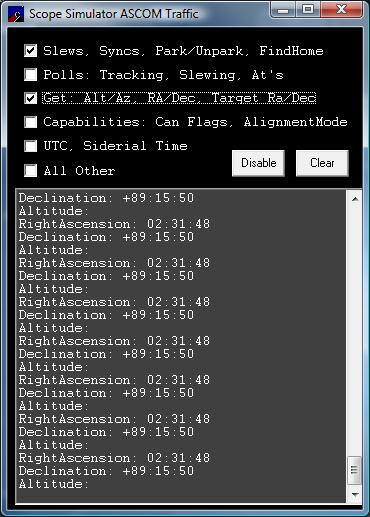 Scope Simulator ASCOM Traffic
Slews, Syncs, Park/Unpark, FindHome
Polls: Tracking, Slewing, At's
Get: Alt/Az, RA/Dec, Target Ra/Dec
Capabilities: Can Flags, AlignmentMode
UTC, Siderial Time
All Other
Disable
Clear
Declination: +89:15:50
Altitude:
RightAscension: 02:31:48
Declination: +89:15:50
Altitude:
RightAscension: 02:31:48
Declination: +89:15:50
Altitude:
RightAscension: 02:31:48
Declination: +89:15:50
Altitude:
RightAscension: 02:31:48
Declination: +89:15:50
Altitude:
RightAscension: 02:31:48
Declination: +89:15:50
Altitude:
RightAscension: 02:31:48
Declination: +89:15:50
Altitude:
RightAscension: 02:31:48
Declination: +89:15:50
Altitude: